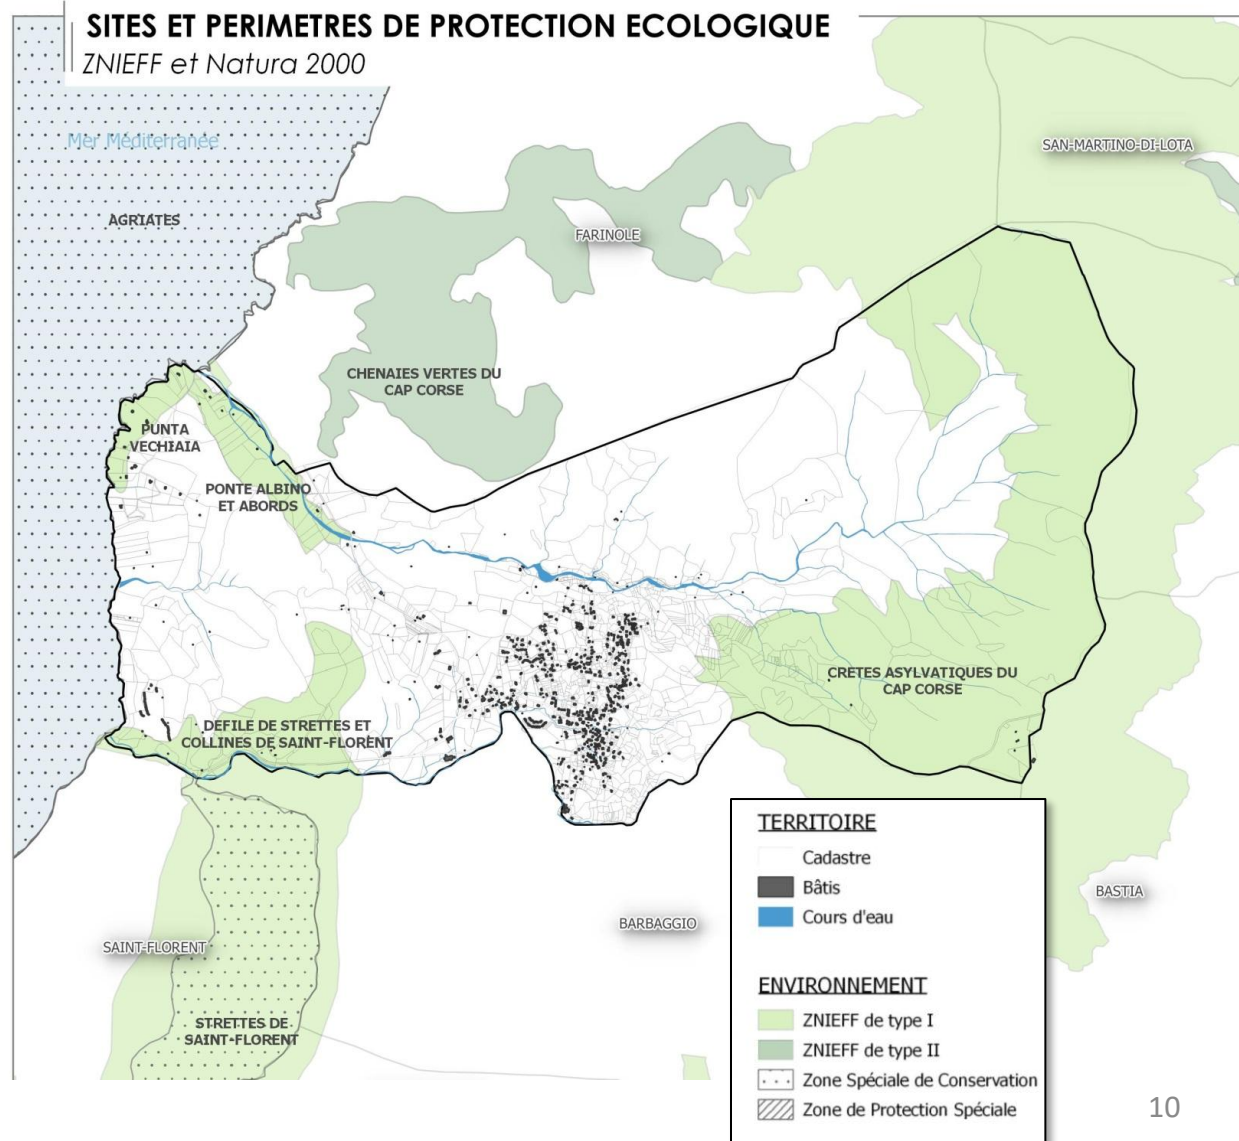 SITES ET PERIMETRES DE PROTECTION ECOLOGIQUE
ZNIEFF et Natura 2000
Mer Méditerranée
SAN-MARTINO-DI-LOTA
AGRIATES
FARINOLE
CHENAIES VERTES DU
CAP CORSE
PUNTA
VECHIAIA
PONTE ALBINO
ET ABORDS
CRETES ASYLVATIQUES DU
CAP CORSE
DEFILE DE STRETTES ET
COLLINES DE SAINT-FLORENT
TERRITOIRE
Cadastre
Bâtis
Cours d'eau
BASTIA
BARBAGGIO
SAINT-FLORENT
STRETTES DE
SAINT-FLORENT
ENVIRONNEMENT
ZNIEFF de type I
ZNIEFF de type II
Zone Spéciale de Conservation
Zone de Protection Spéciale
10